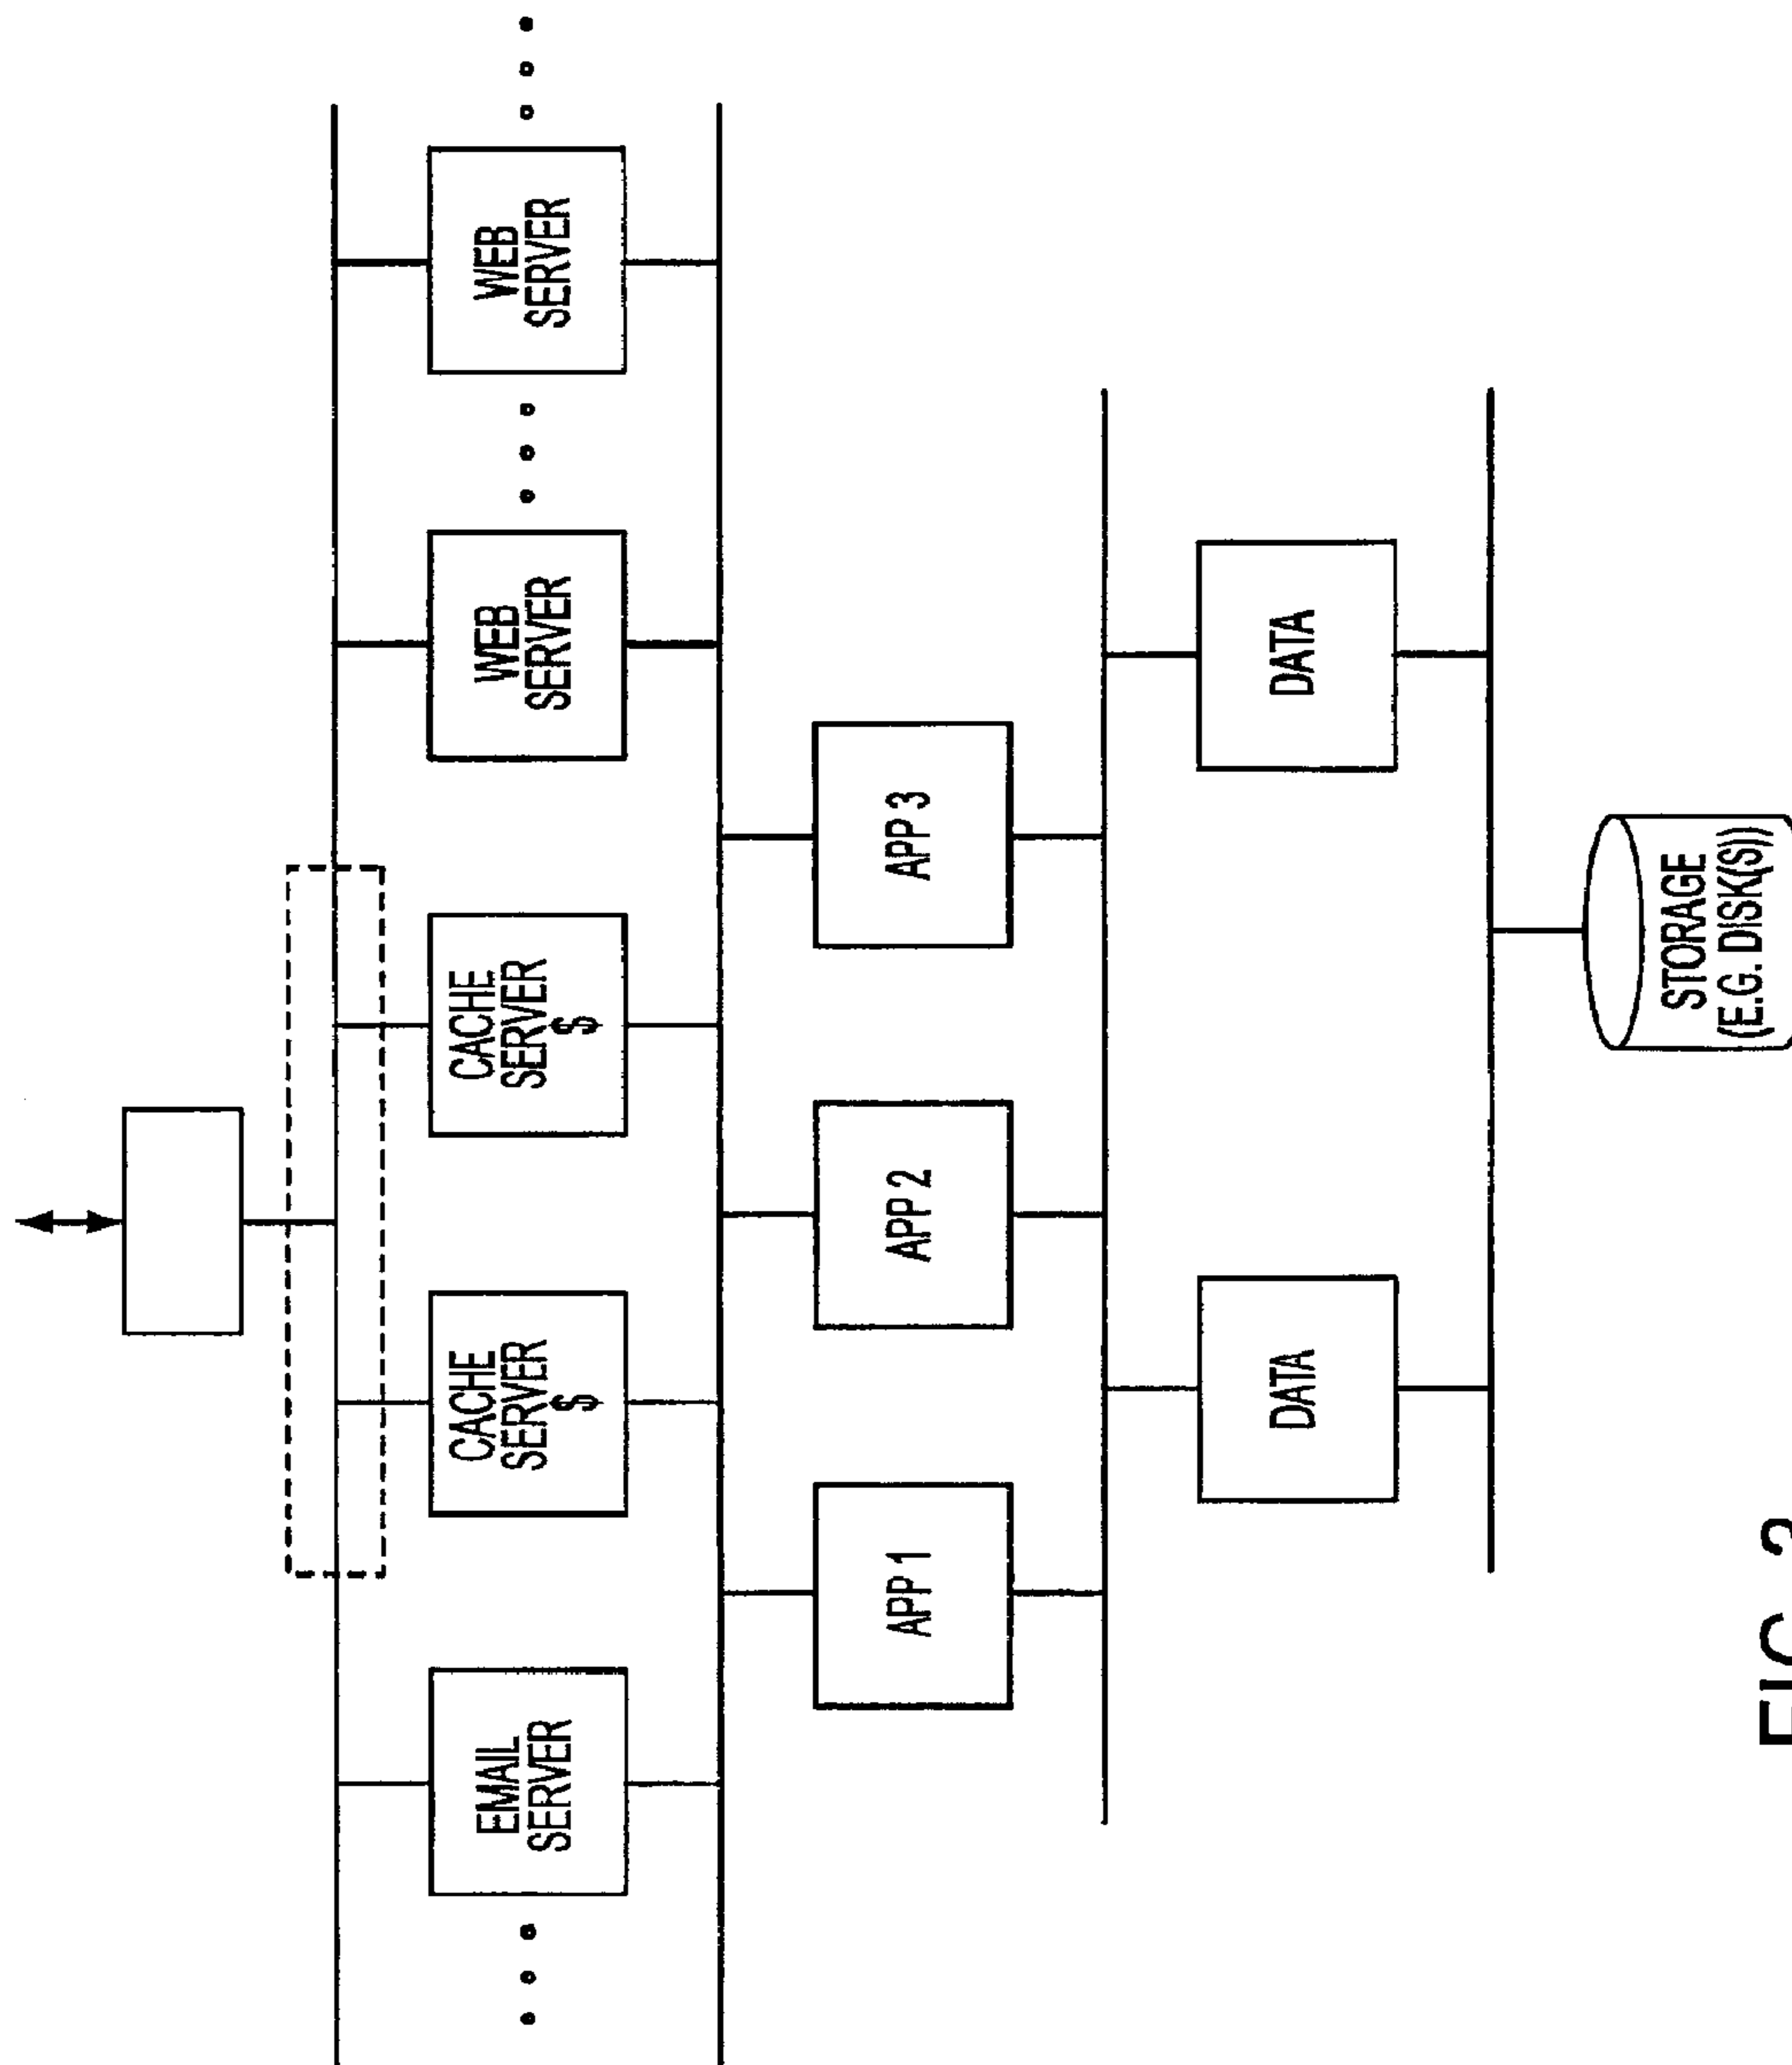 EMAIL
SERVER
CACHE
SERVER
$
CACHE
SERVER
$
WEB
SERVER
WEB
SERVER
APP 1
APP 2
APP 3
DATA
DATA
STORAGE
(E.G. DISK(S))
FIG.